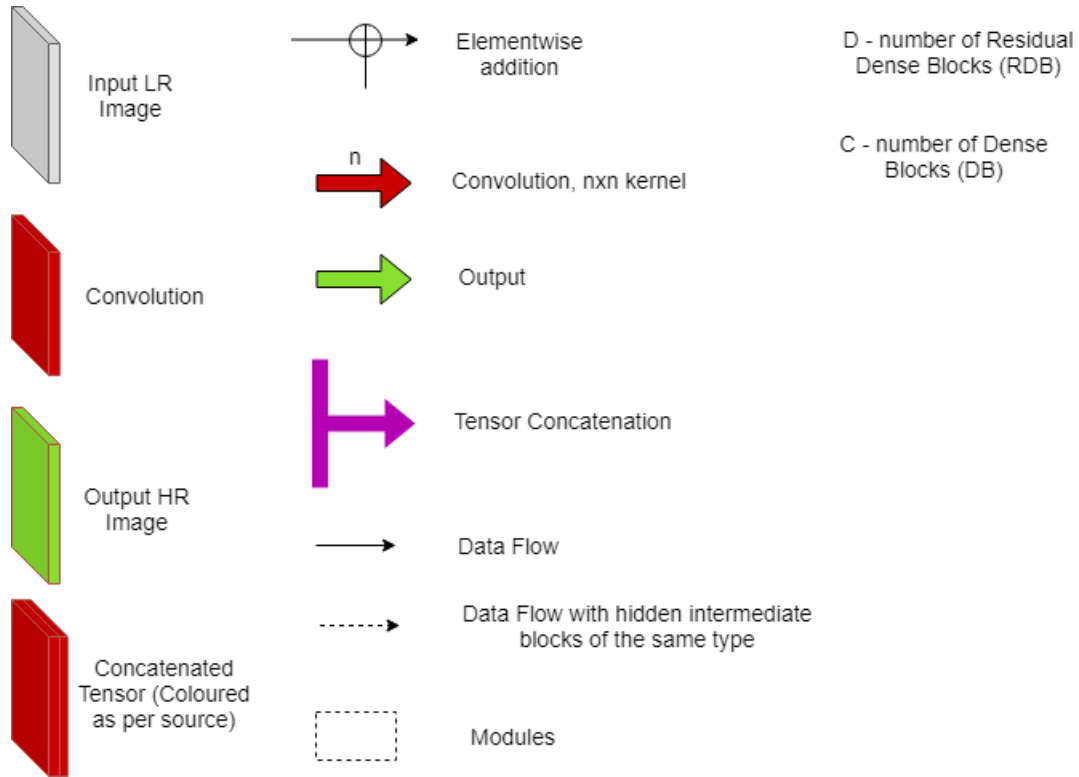 Input LR
Image
Convolution
Output HR
Image
Concatenated
Tensor (Coloured
as per source)
Elementwise
addition
n
Convolution, nxn kernel
Output
Tensor Concatenation
Data Flow
Data Flow with hidden intermediate
blocks of the same type
Modules
D - number of Residual
Dense Blocks (RDB)
C - number of Dense
Blocks (DB)